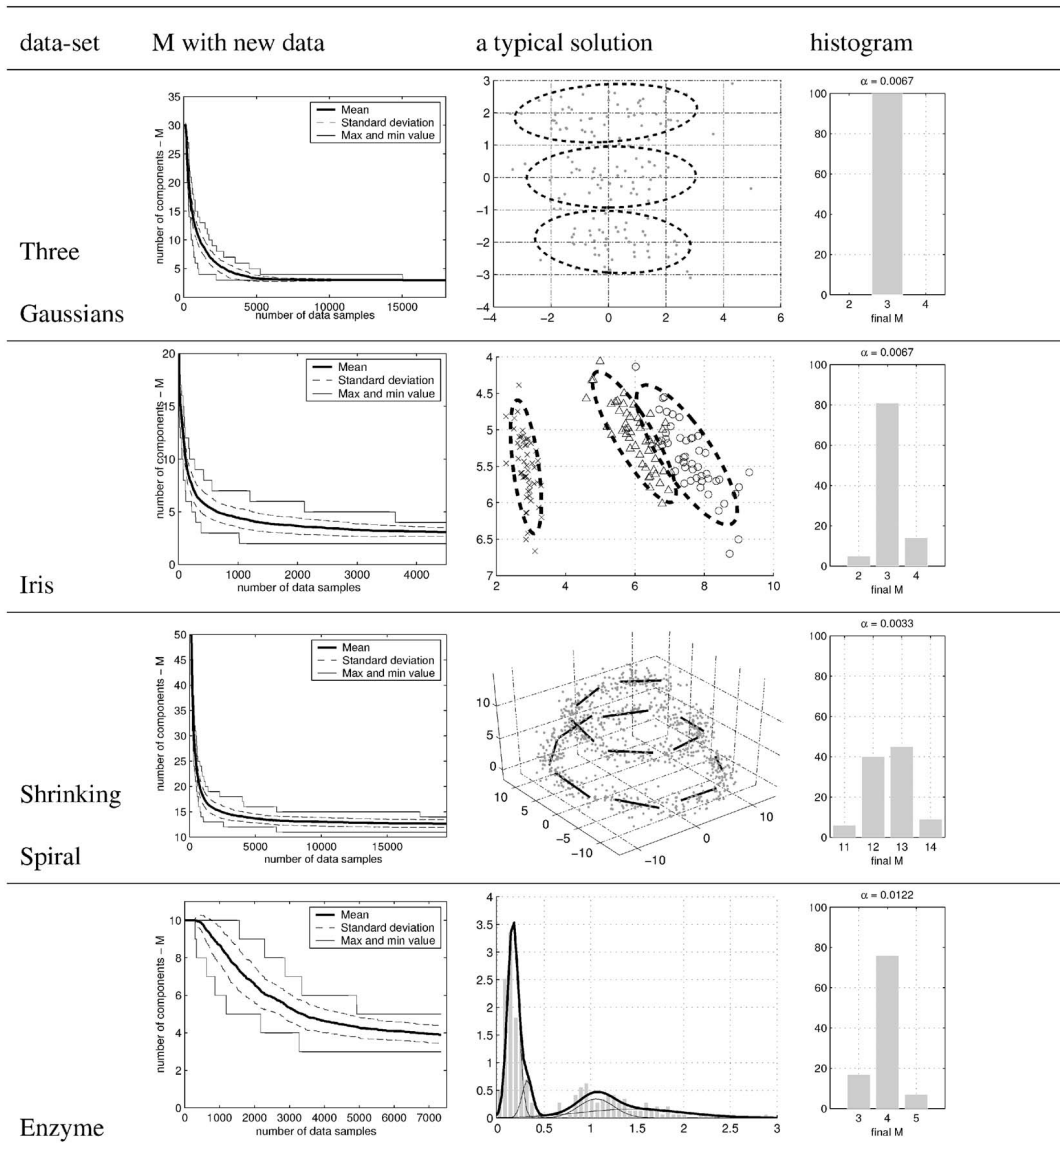 data-set M with new data a typical solution histogram
Three
Gaussians
number of components – M
35
30
25
20
15
10
5
0
Mean
Standard deviation
Max and min value
0 5000 10000 15000
number of data samples
3
2
1
0
−1
−2
−3
−4
−4 −2 0 2 4 6
α = 0.0067
100
80
60
40
20
0
2 3 4
final M
Iris
number of components – M
20
15
10
5
0
Mean
Standard deviation
Max and min value
0 1000 2000 3000 4000
number of data samples
4
4.5
5
5.5
6
6.5
7
2 4 6 8 10
α = 0.0067
100
80
60
40
20
0
2 3 4
final M
Shrinking
Spiral
number of components – M
50
45
40
35
30
25
20
15
10
Mean
Standard deviation
Max and min value
0 5000 10000 15000
number of data samples
10
5
0
10
5
0
−5
−10
−10
0
10
α = 0.0033
100
80
60
40
20
0
11 12 13 14
final M
Enzyme
number of components – M
10
8
6
4
2
0
Mean
Standard deviation
Max and min value
0 1000 2000 3000 4000 5000 6000 7000
number of data samples
4
3.5
3
2.5
2
1.5
1
0.5
0
0 0.5 1 1.5 2 2.5 3
α = 0.0122
100
80
60
40
20
0
3 4 5
final M